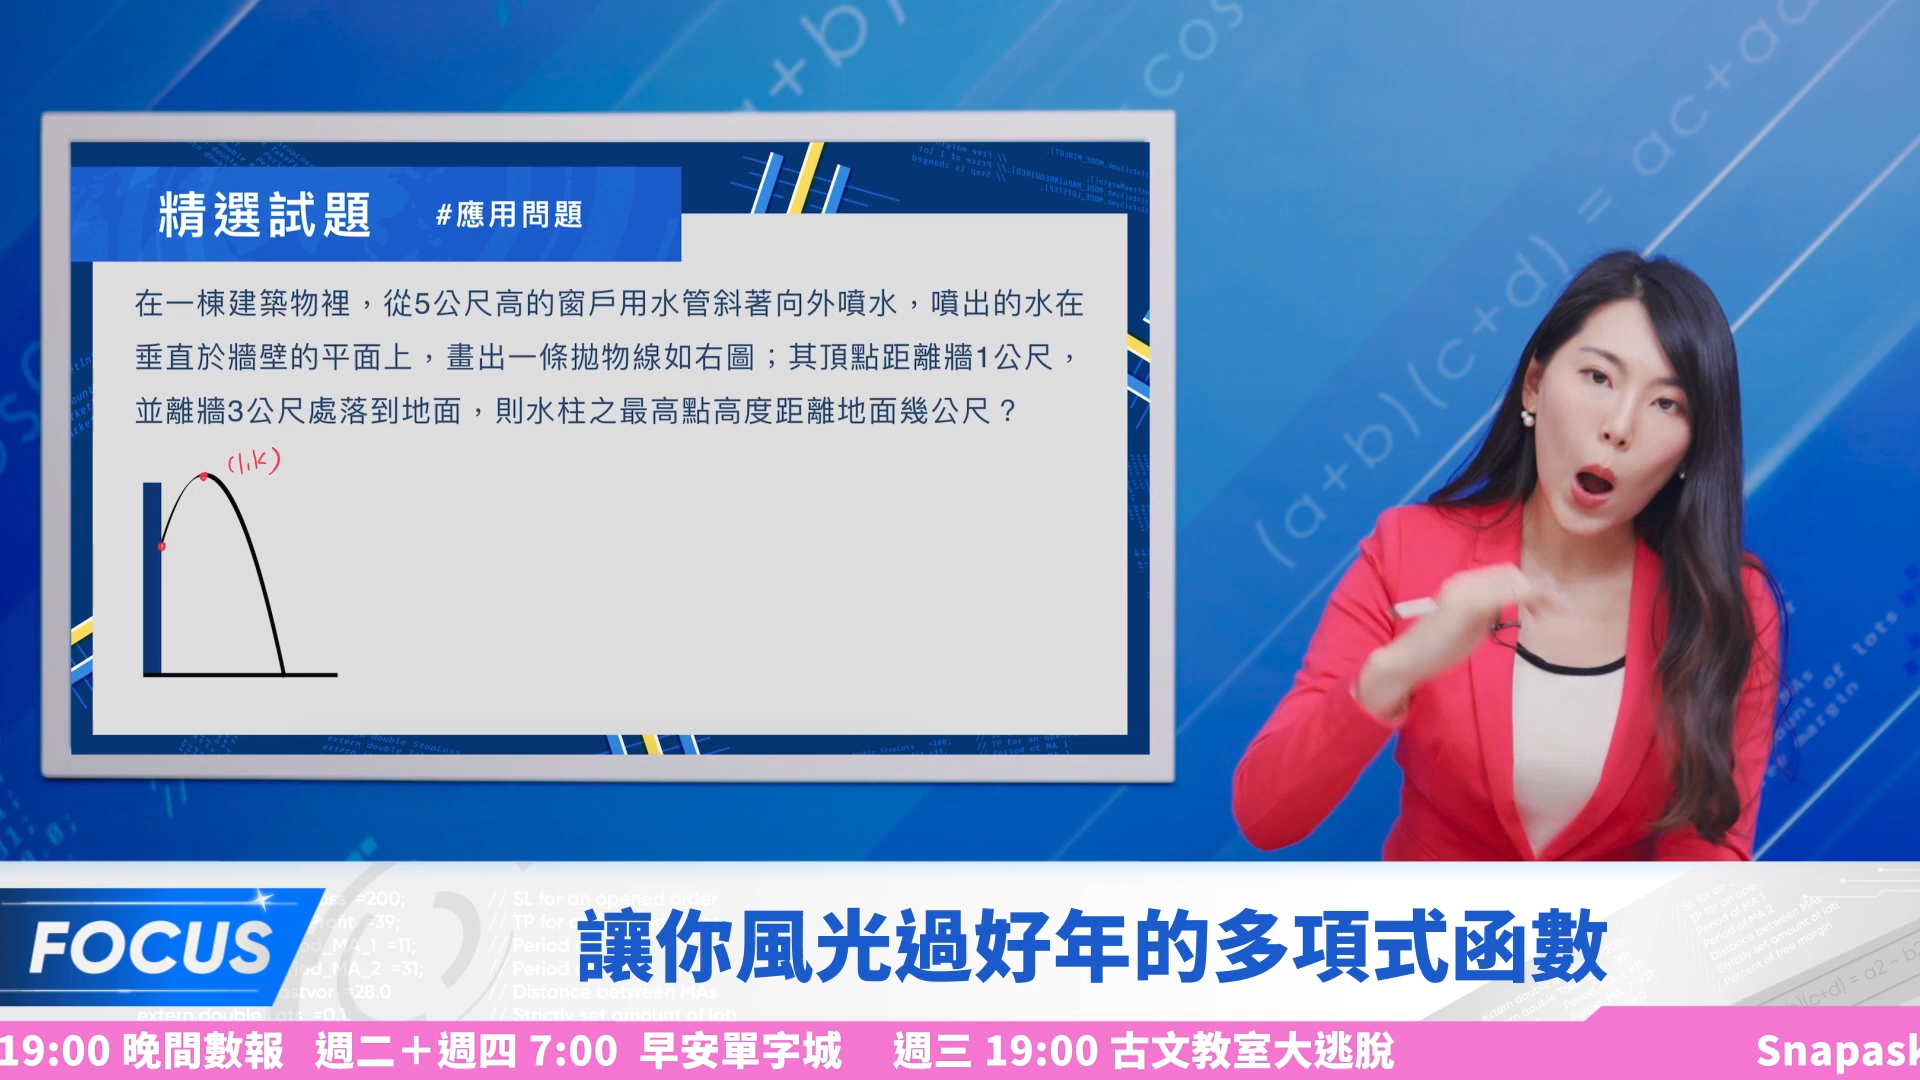 精選試題 #應用問題
在一棟建築物裡，從5公尺高的窗戶用水管斜著向外噴水，噴出的水在
垂直於牆壁的平面上，畫出一條拋物線如右圖；其頂點距離牆1公尺，
並離牆3公尺處落到地面，則水柱之最高點高度距離地面幾公尺？
(1,k)
(a+b)(c+d) = ac+ad
FOCUS
讓你風光過好年的多項式函數
19:00 晚間數報 週二＋週四 7:00 早安單字城 週三 19:00 古文教室大逃脫 Snapask